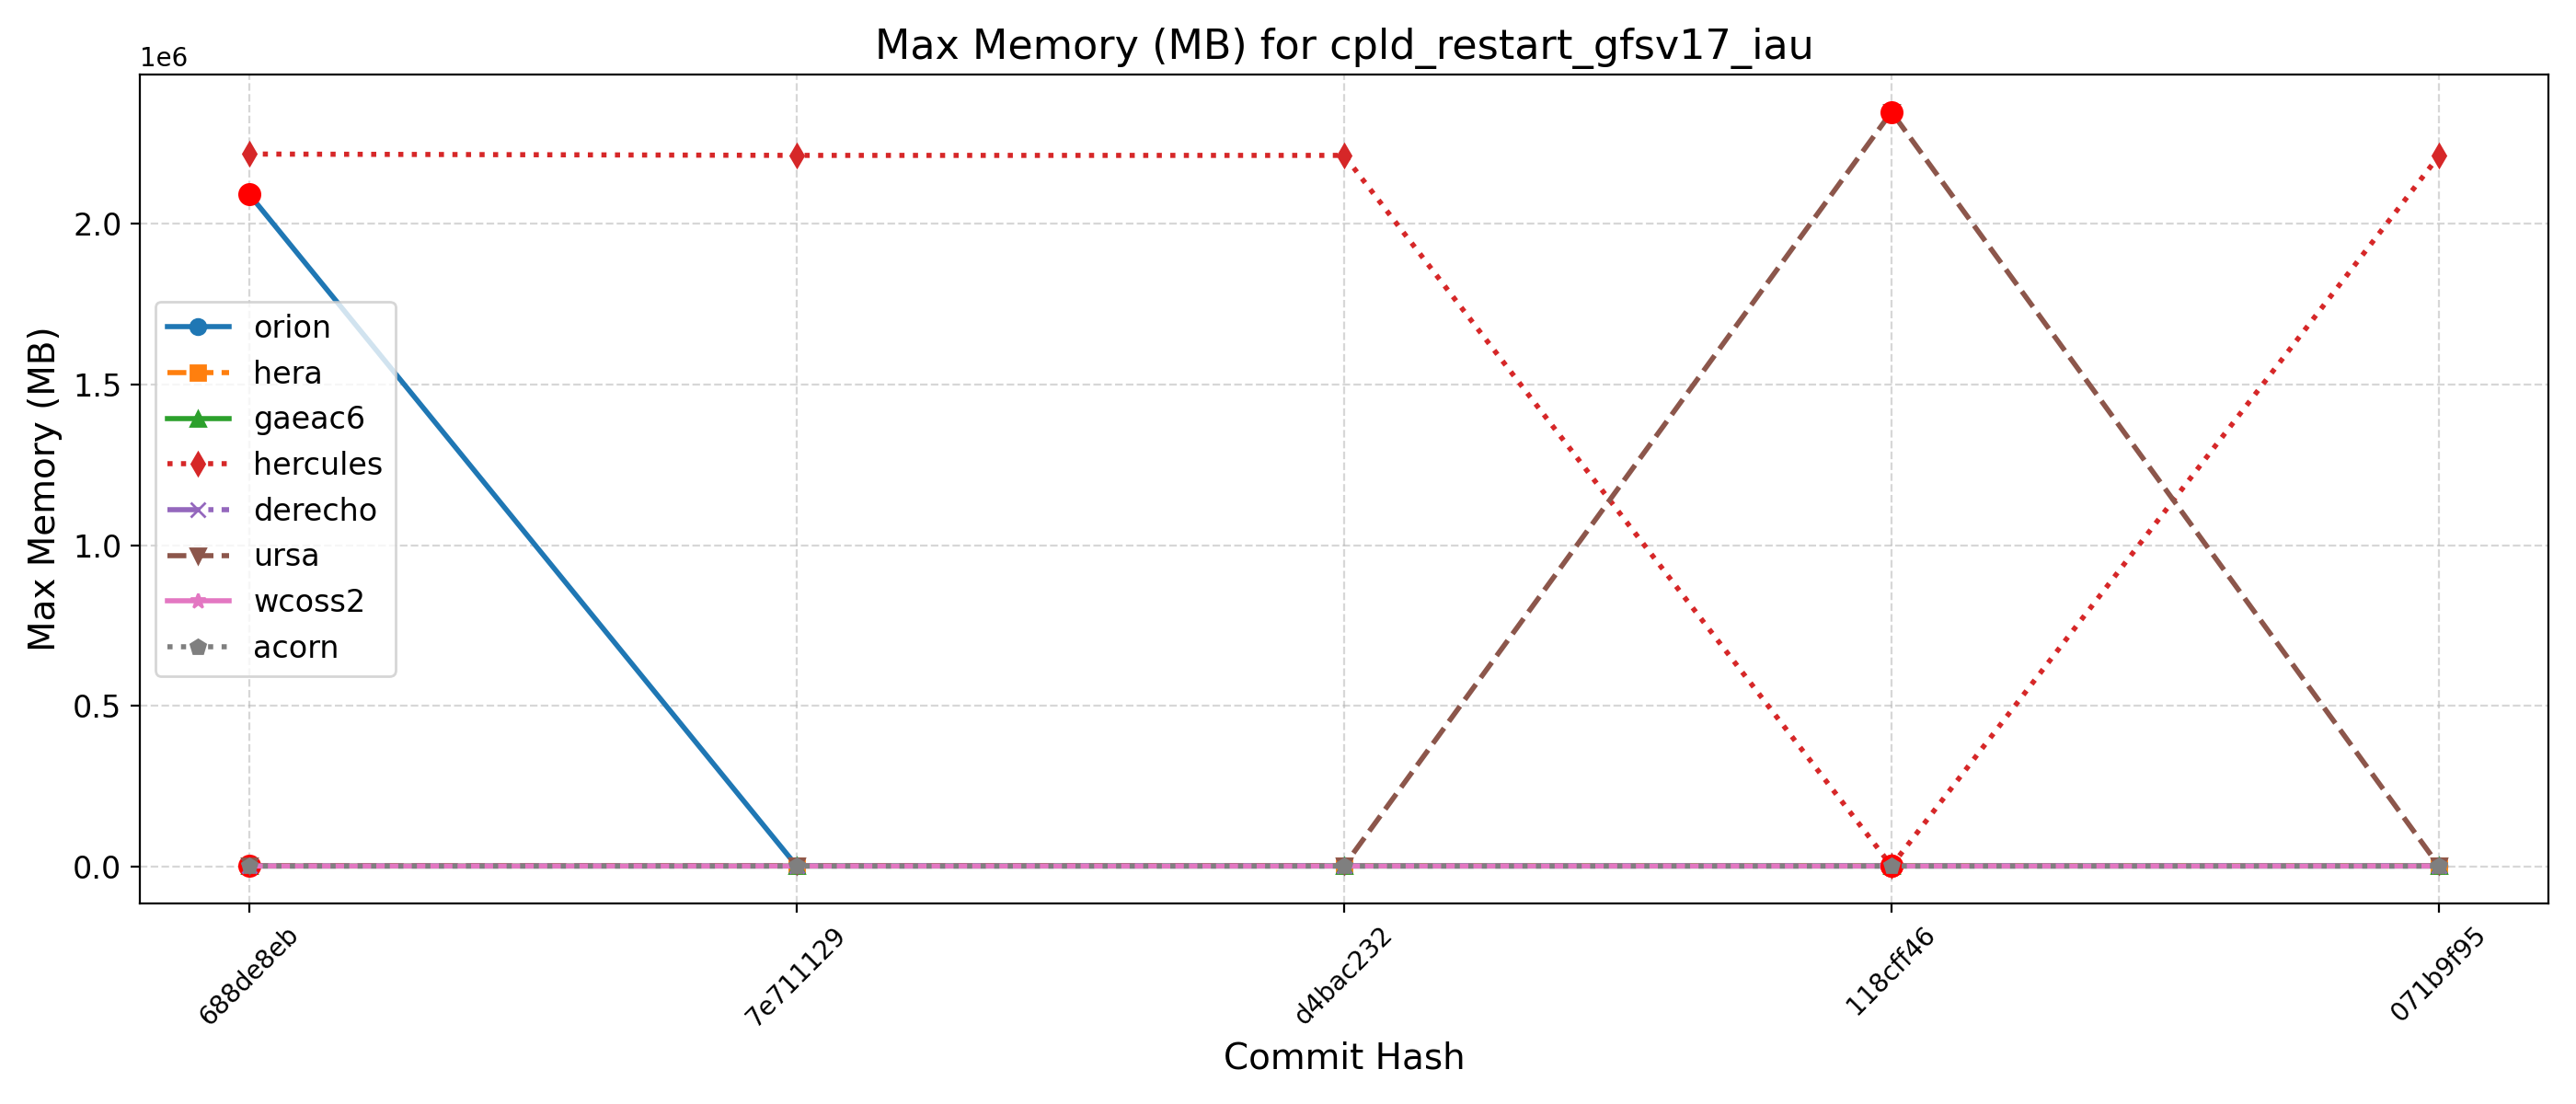 Max Memory (MB) for cpld_restart_gfsv17_iau
1e6
2.0
1.5
1.0
0.5
0.0
Max Memory (MB)
orion
hera
gaeac6
hercules
derecho
ursa
wcoss2
acorn
688de8eb
7e711129
d4bac232
118cff46
071b9f95
Commit Hash